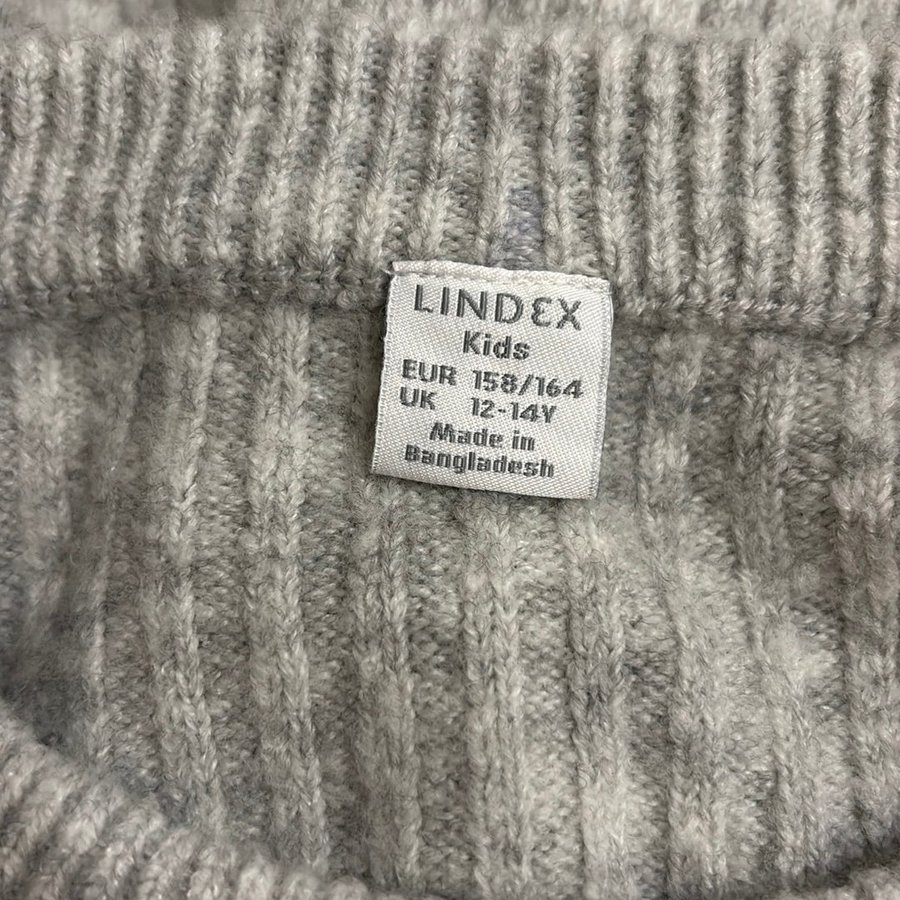 LINDEX
Kids
EUR 158/164
UK 12-14Y
Made in
Bangladesh